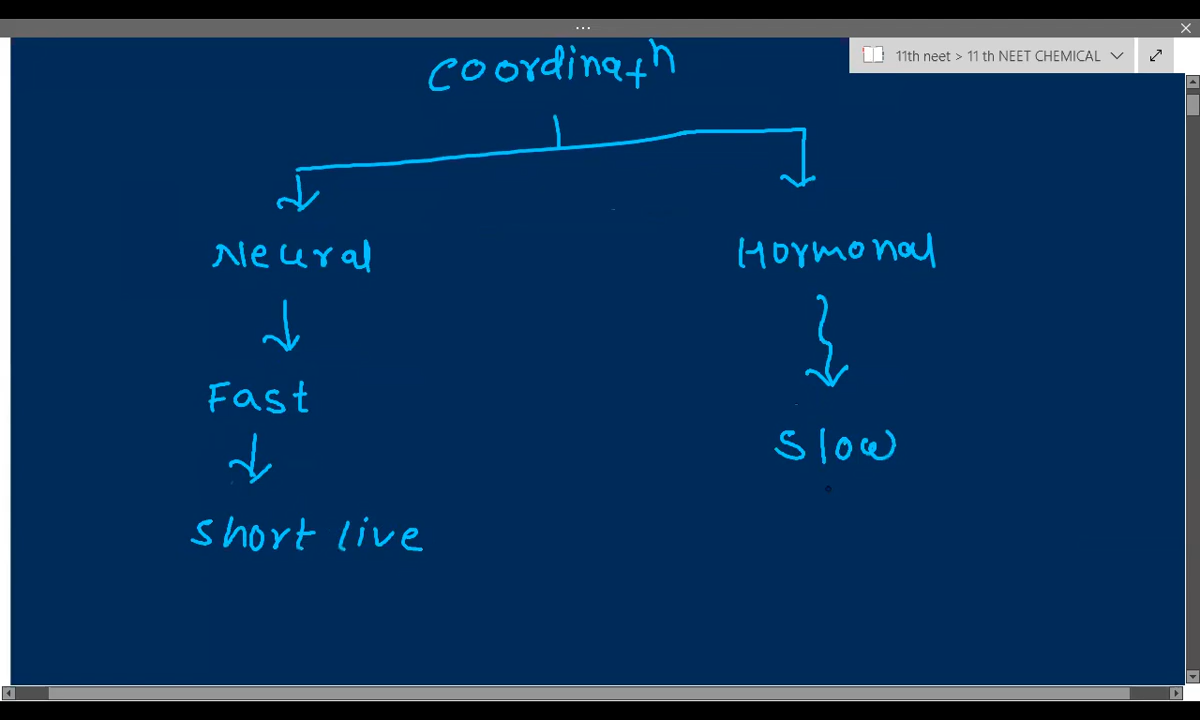 ...
11th neet > 11 th NEET CHEMICAL
Coordinatn
Neural
Hormonal
Fast
Slow
Short live